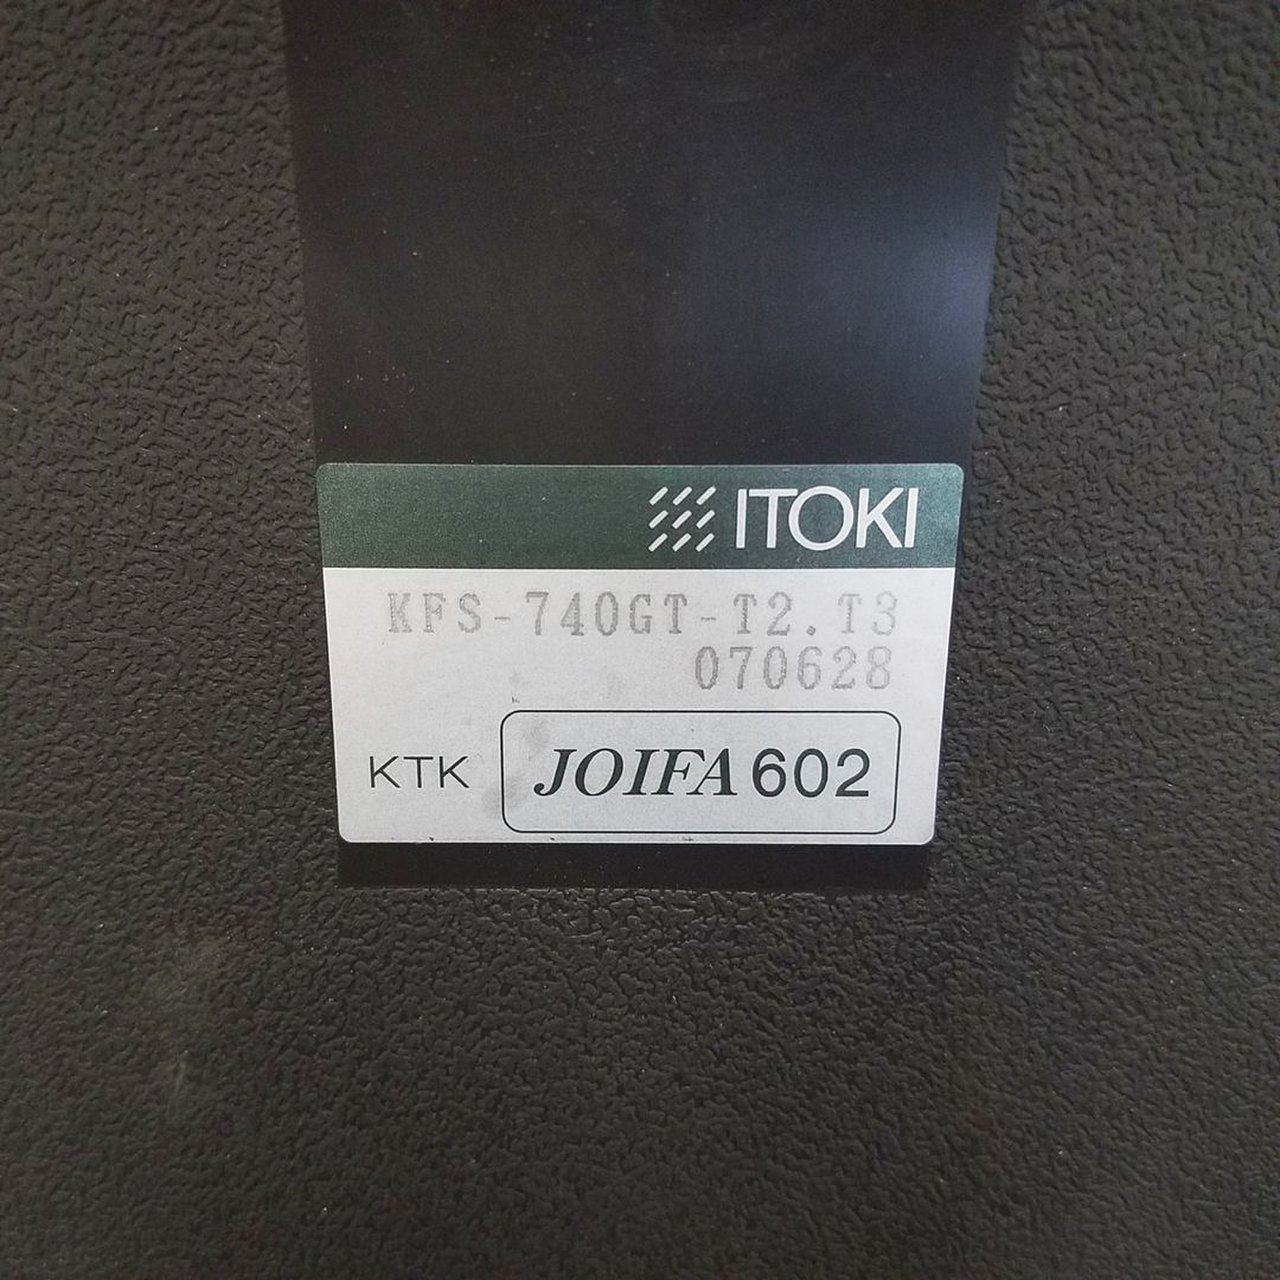 ITOKI
KFS-740GT-T2.T3
070628
KTK JOIFA 602